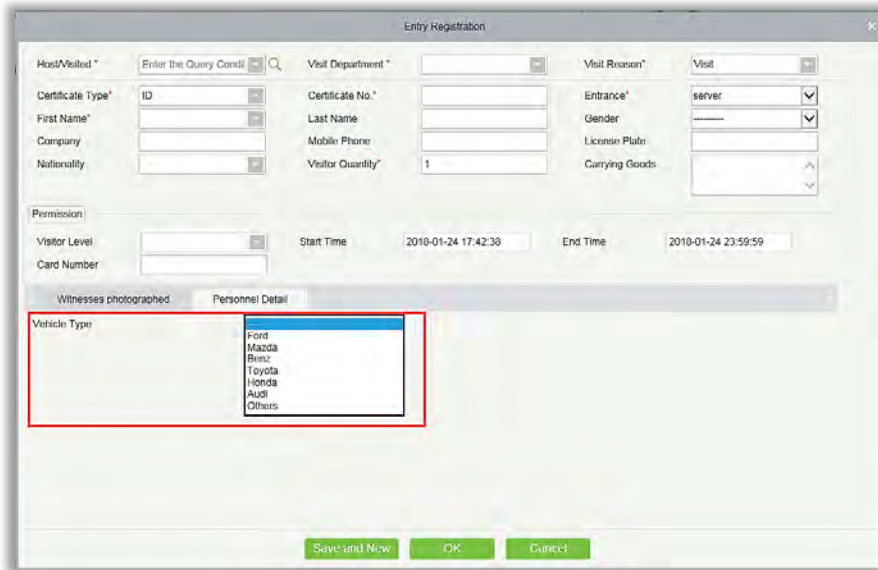 Entry Registration
Host/Visited * Enter the Query Condi Visit Department * Visit Reason* Visit
Certificate Type* ID Certificate No.* Entrance* server
First Name* Last Name Gender ---------
Company Mobile Phone License Plate
Nationality Visitor Quantity* 1 Carrying Goods
Permission
Visitor Level Start Time 2018-01-24 17:42:38 End Time 2018-01-24 23:59:59
Card Number
Witnesses photographed Personnel Detail
Vehicle Type
Ford
Mazda
Benz
Toyota
Honda
Audi
Others
Save and New OK Cancel